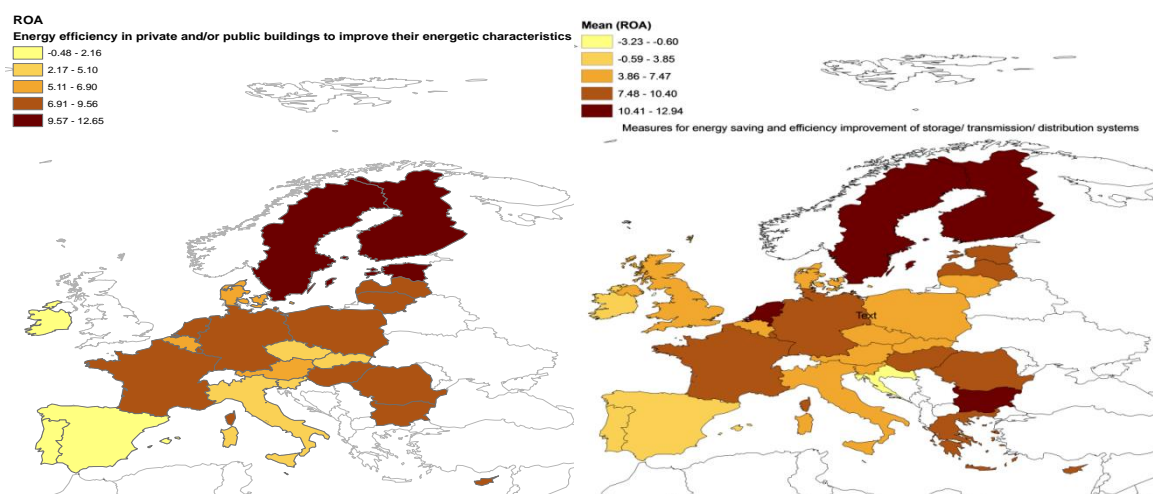 ROA
Energy efficiency in private and/or public buildings to improve their energetic characteristics
-0.48 - 2.16
2.17 - 5.10
5.11 - 6.90
6.91 - 9.56
9.57 - 12.65
Mean (ROA)
-3.23 - -0.60
-0.59 - 3.85
3.86 - 7.47
7.48 - 10.40
10.41 - 12.94
Measures for energy saving and efficiency improvement of storage/ transmission/ distribution systems
Text